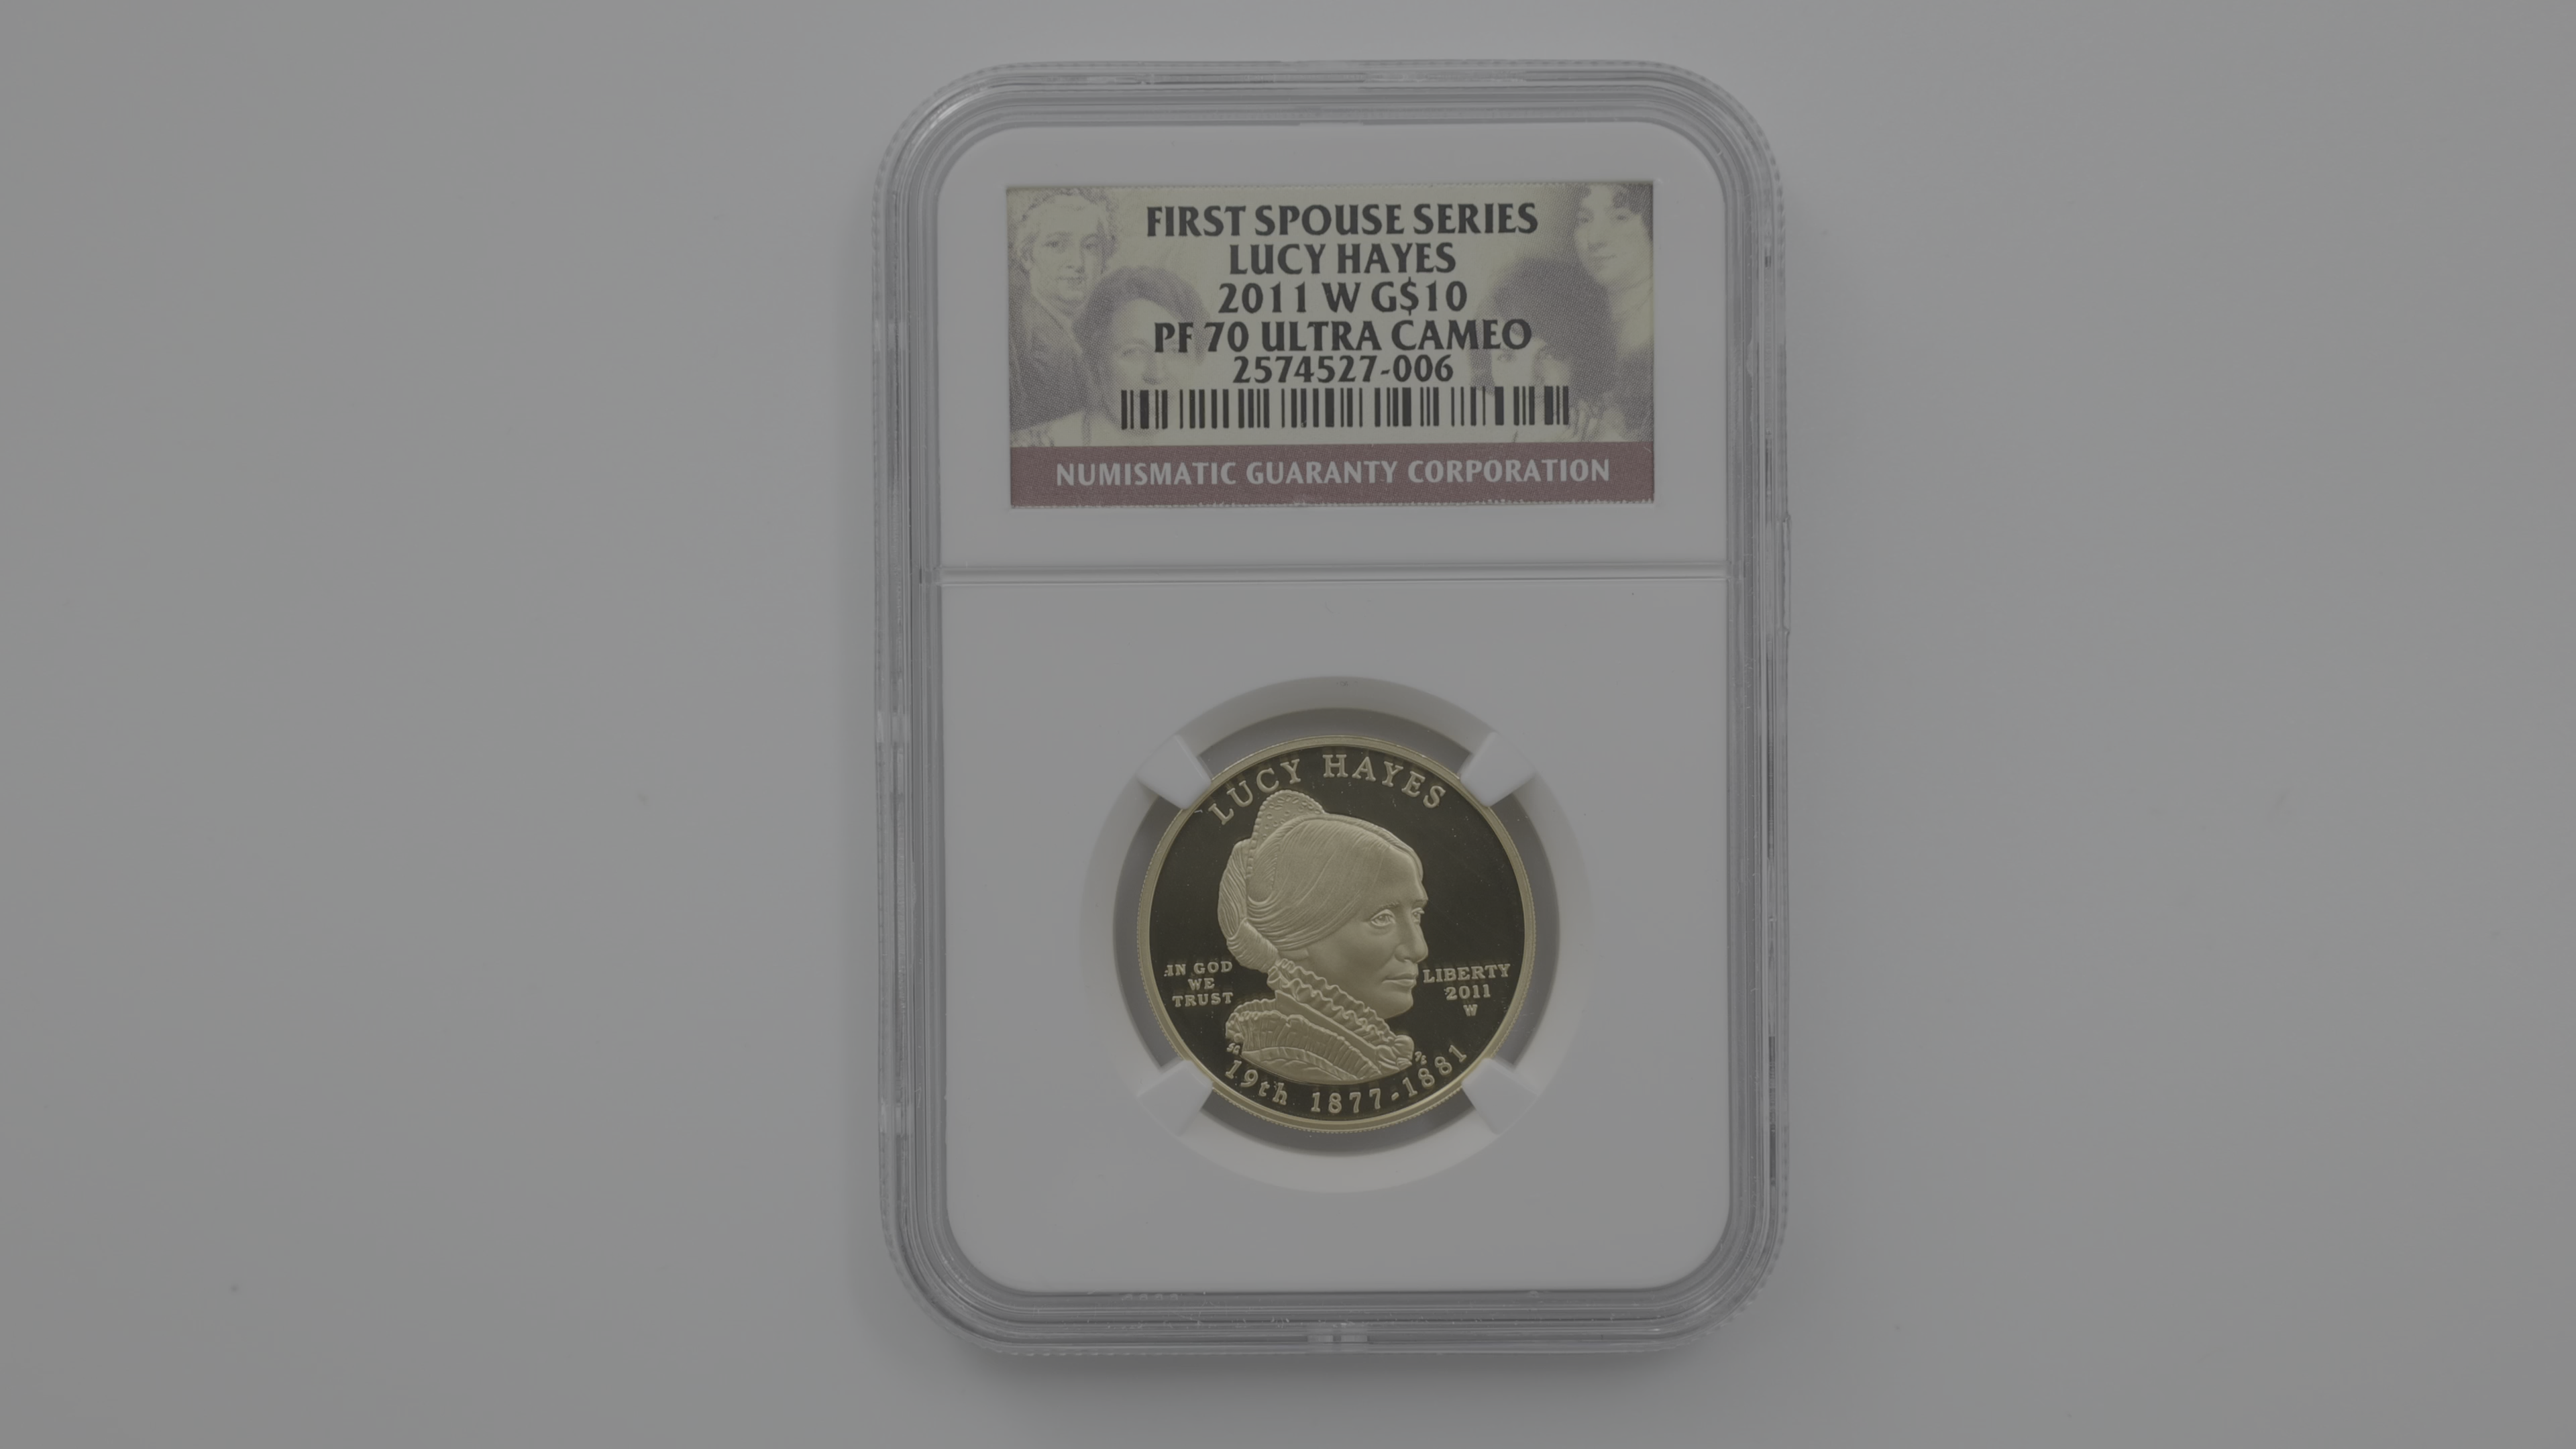 FIRST SPOUSE SERIES
LUCY HAYES
2011 W G$10
PF 70 ULTRA CAMEO
2574527-006
NUMISMATIC GUARANTY CORPORATION
LUCY HAYES
IN GOD
WE
TRUST
LIBERTY
2011
W
19th 1877-1881